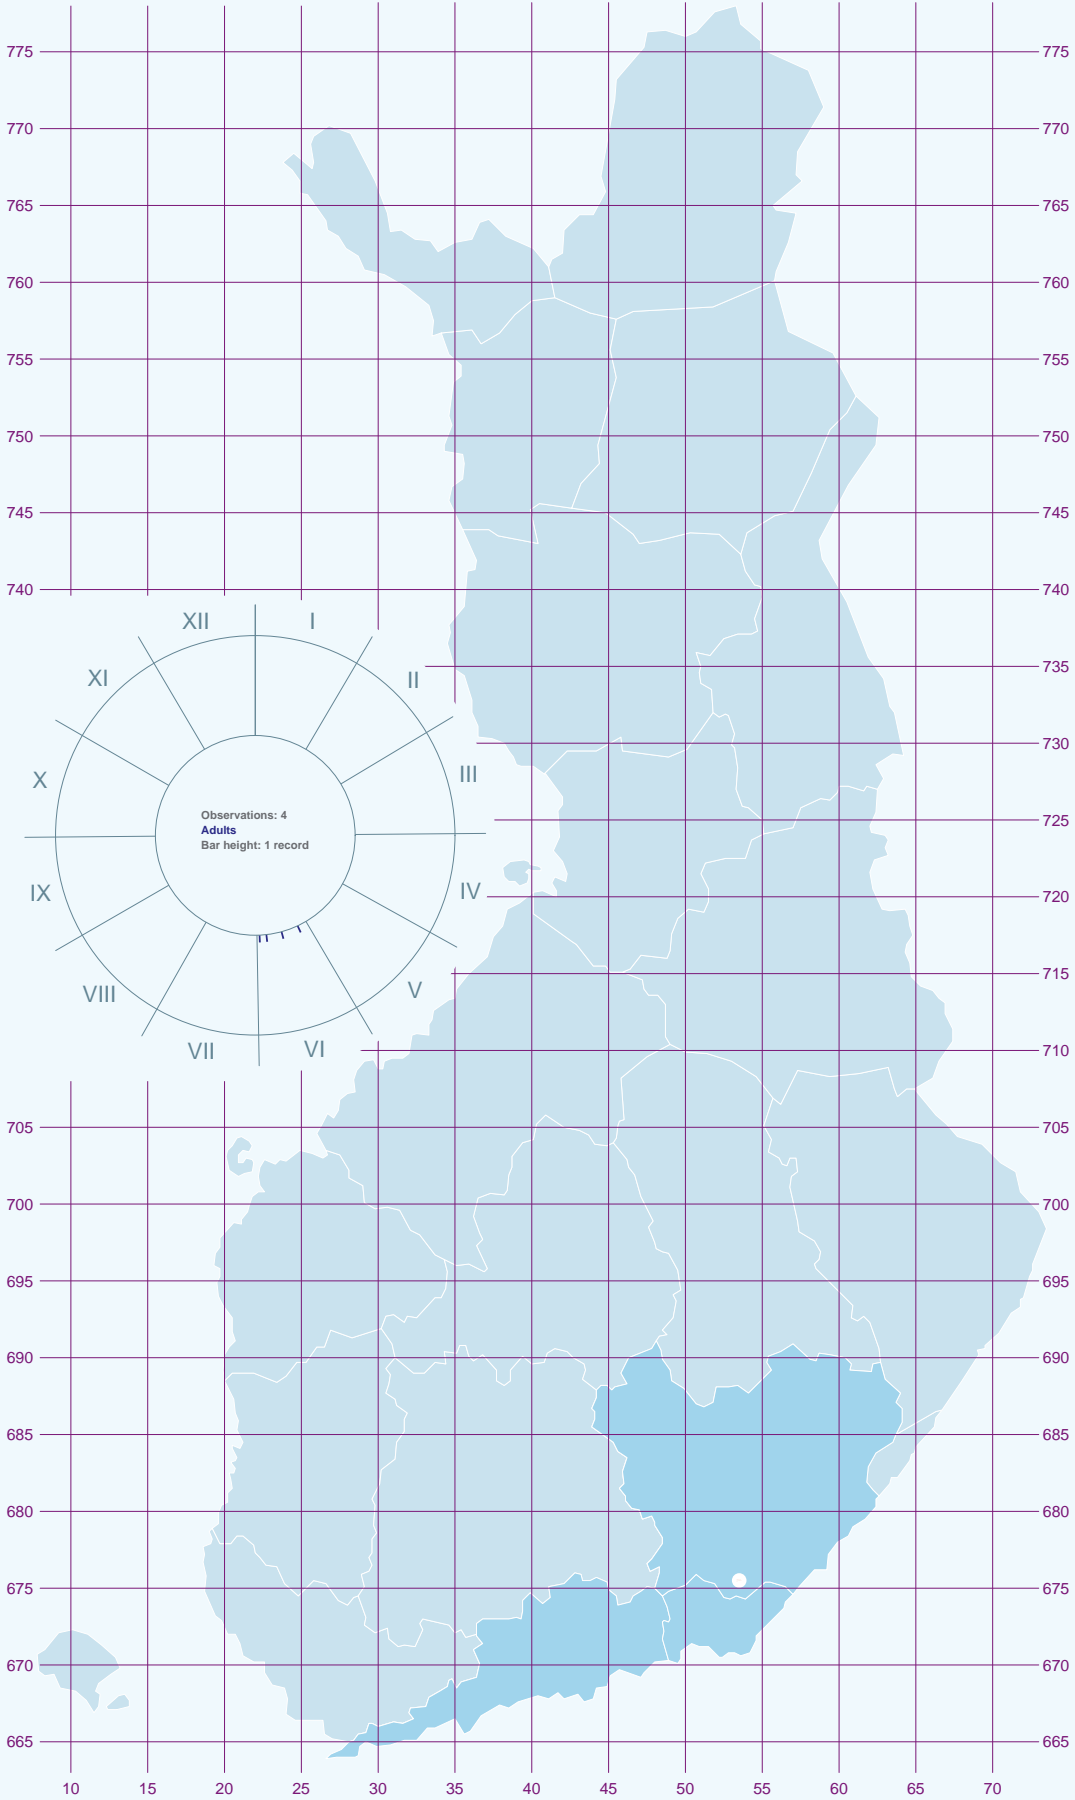 775 775
770 770
765 765
760 760
755 755
750 750
745 745
740 740
XII I
XI II
735
730
X III
Observations: 4
725
Adults
Bar height: 1 record
IX IV
720
VIII V
715
VII VI
710
705 705
700 700
695 695
690 690
685 685
680 680
675 675
670 670
665 665
10 15 20 25 30 35 40 45 50 55 60 65 70